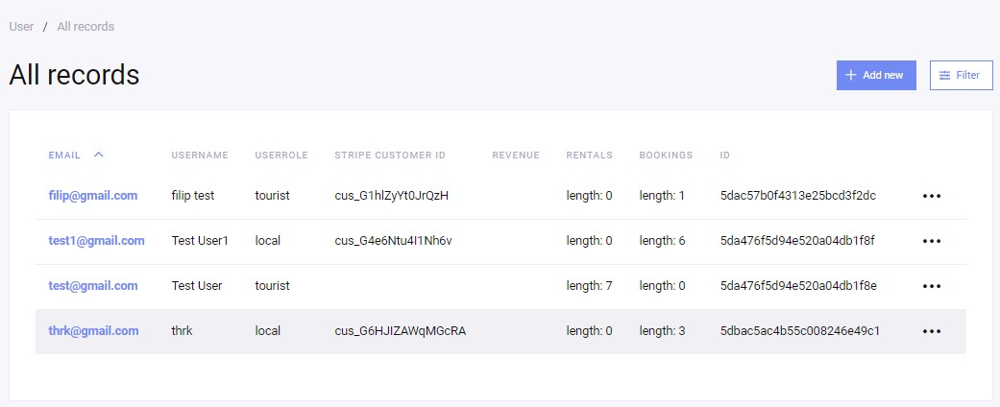 User / All records
All records
Add new
Filter
EMAIL USERNAME USERROLE STRIPE CUSTOMER ID REVENUE RENTALS BOOKINGS ID
filip@gmail.com filip test tourist cus_G1hlZyYt0JrQzH length: 0 length: 1 5dac57b0f4313e25bcd3f2dc
test1@gmail.com Test User1 local cus_G4e6Ntu4I1Nh6v length: 0 length: 6 5da476f5d94e520a04db1f8f
test@gmail.com Test User tourist length: 7 length: 0 5da476f5d94e520a04db1f8e
thrk@gmail.com thrk local cus_G6HJIZAWqMGcRA length: 0 length: 3 5dbac5ac4b55c008246e49c1